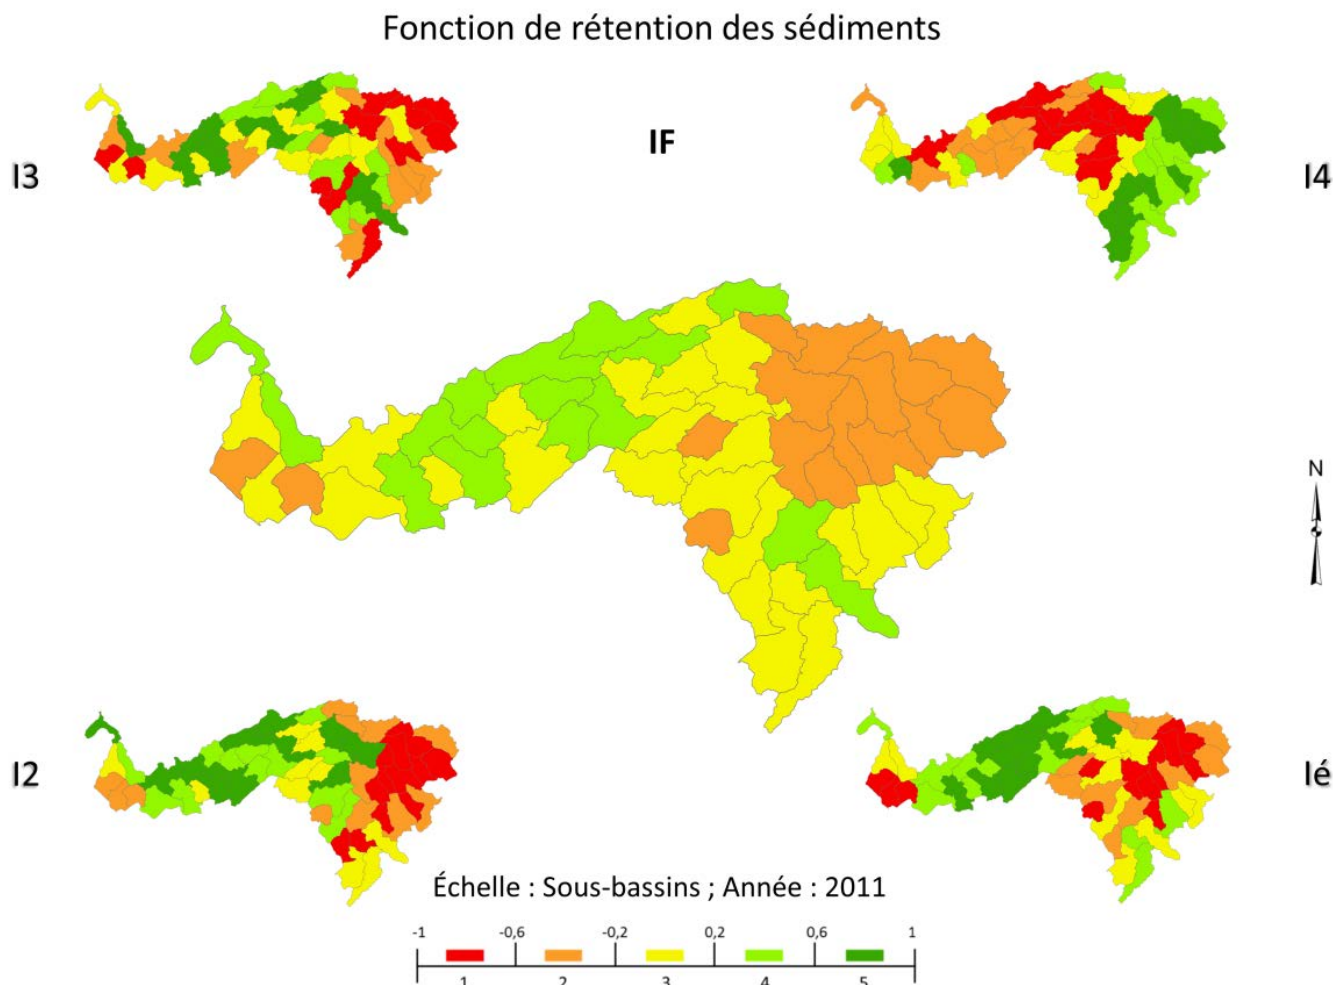 Fonction de rétention des sédiments
I3
IF
I4
N
I2
Ié
Échelle : Sous-bassins ; Année : 2011
-1 -0,6 -0,2 0,2 0,6 1
1 2 3 4 5